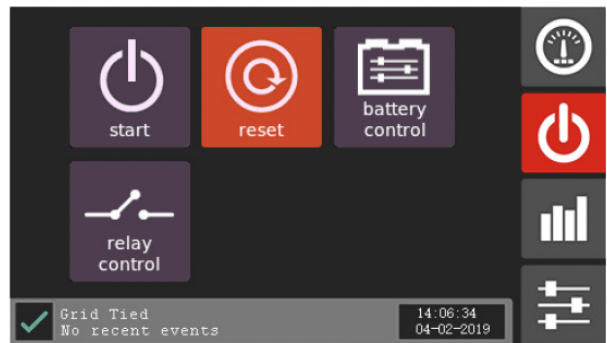 start
reset
battery
control
relay
control
Grid Tied
No recent events
14:06:34
04-02-2019